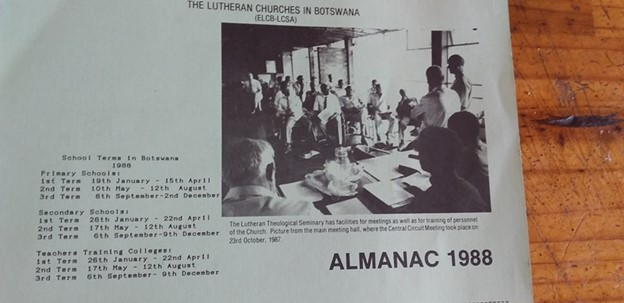 THE LUTHERAN CHURCHES IN BOTSWANA
(ELCB-LCSA)
School Terms in Botswana
1988
Primary Schools:
1st Term 19th January - 15th April
2nd Term 10th May - 12th August
3rd Term 6th September-2nd December
Secondary Schools:
1st Term 26th January - 22nd April
2nd Term 17th May - 12th August
3rd Term 6th September-9th December
Teachers Training Colleges:
1st Term 26th January - 22nd April
2nd Term 17th May - 12th August
3rd Term 6th September- 9th December
The Lutheran Theological Seminary has facilities for meetings as well as for training of personnel
of the Church. Picture from the main meeting hall, where the Central Circuit Meeting took place on
23rd October, 1987.
ALMANAC 1988